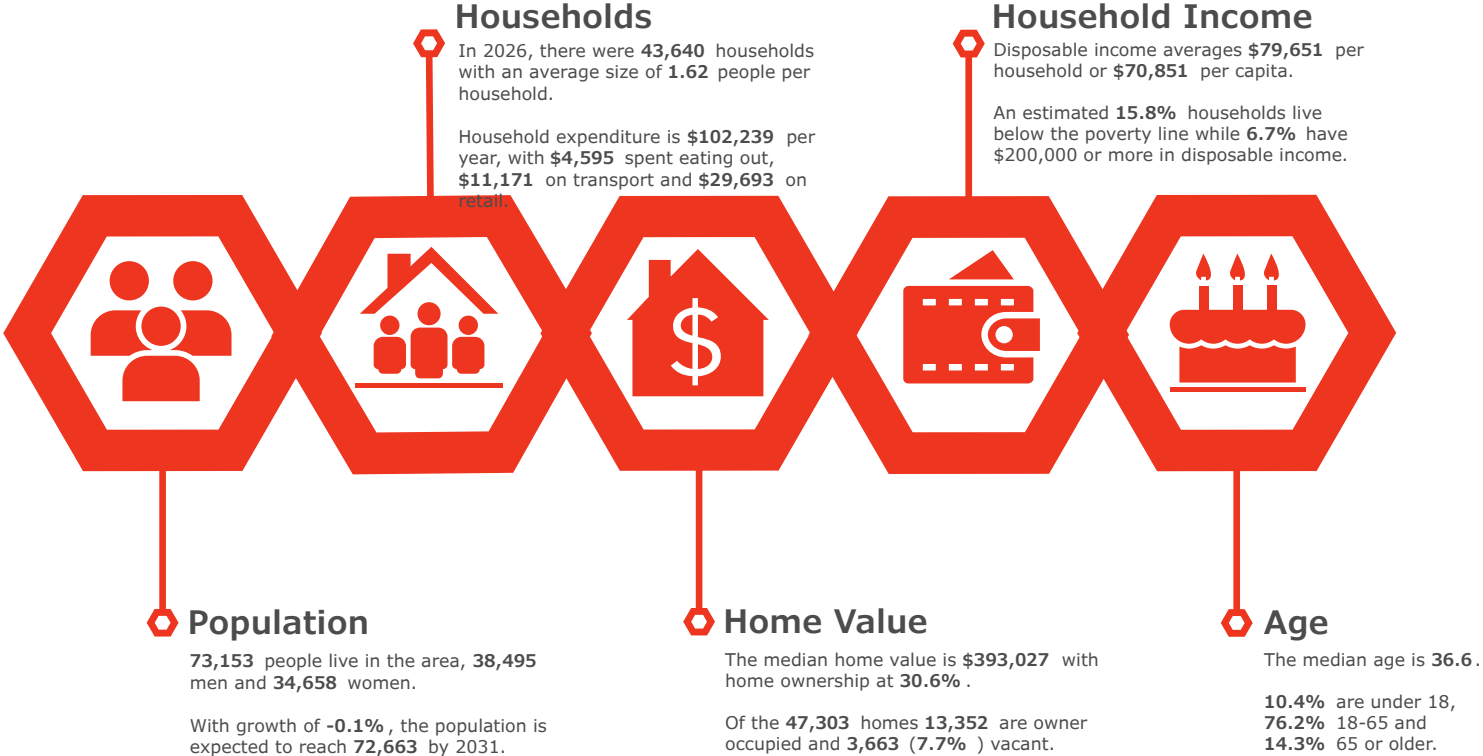 Households
In 2026, there were 43,640 households
with an average size of 1.62 people per
household.
Household expenditure is $102,239 per
year, with $4,595 spent eating out,
$11,171 on transport and $29,693 on
retail.
Household Income
Disposable income averages $79,651 per
household or $70,851 per capita.
An estimated 15.8% households live
below the poverty line while 6.7% have
$200,000 or more in disposable income.
$
Population
73,153 people live in the area, 38,495
men and 34,658 women.
With growth of -0.1% , the population is
expected to reach 72,663 by 2031.
Home Value
The median home value is $393,027 with
home ownership at 30.6% .
Of the 47,303 homes 13,352 are owner
occupied and 3,663 (7.7% ) vacant.
Age
The median age is 36.6 .
10.4% are under 18,
76.2% 18-65 and
14.3% 65 or older.